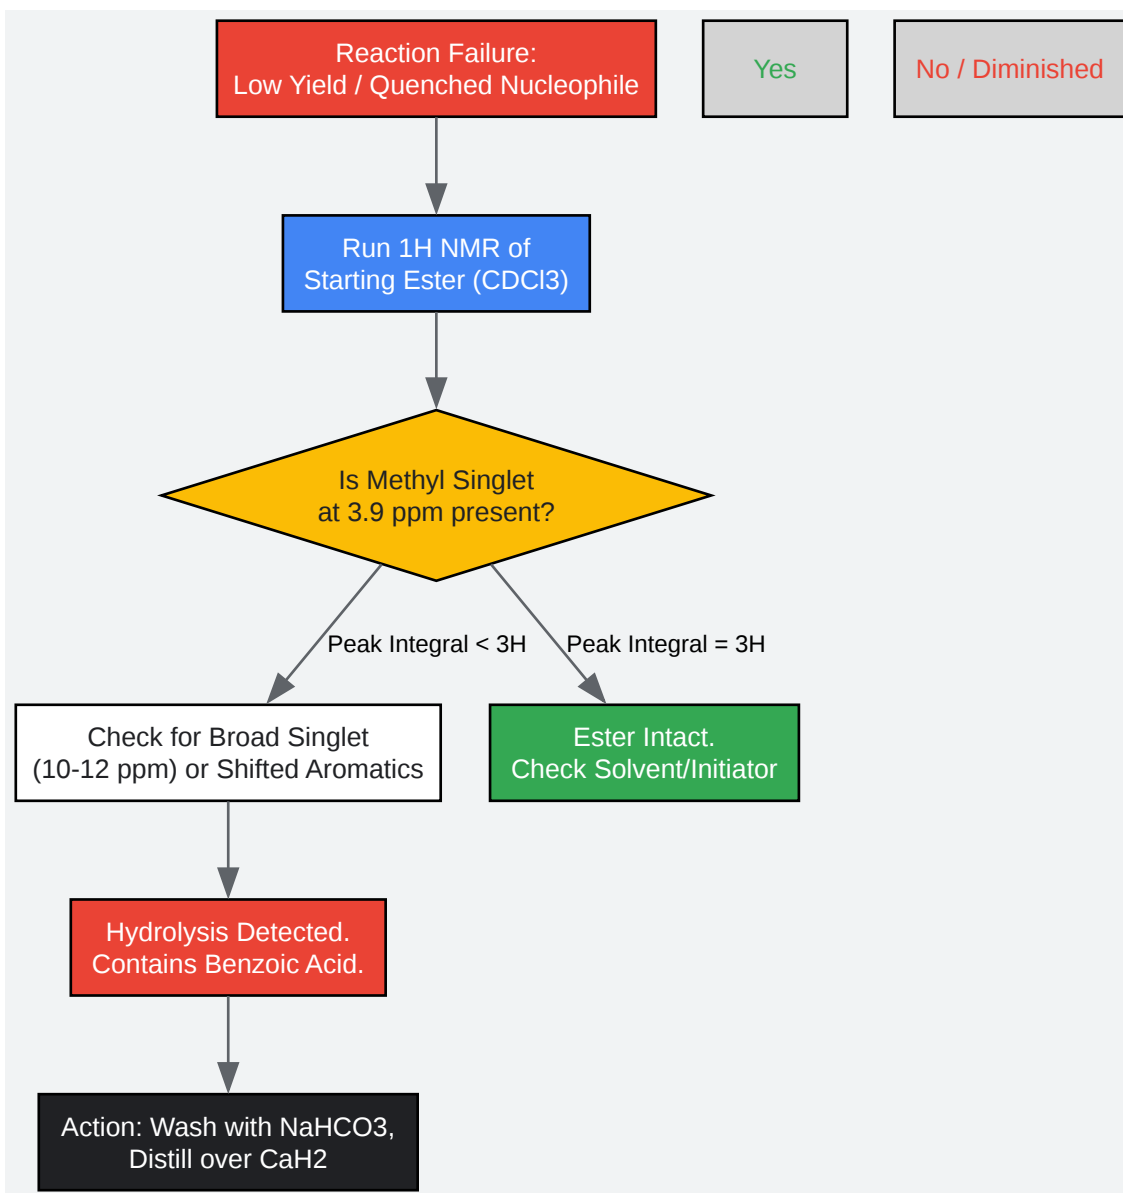 Reaction Failure:
Low Yield / Quenched Nucleophile
Yes
No / Diminished
Run 1H NMR of
Starting Ester (CDCl3)
Is Methyl Singlet
at 3.9 ppm present?
Peak Integral < 3H
Peak Integral = 3H
Check for Broad Singlet
(10-12 ppm) or Shifted Aromatics
Ester Intact.
Check Solvent/Initiator
Hydrolysis Detected.
Contains Benzoic Acid.
Action: Wash with NaHCO3,
Distill over CaH2